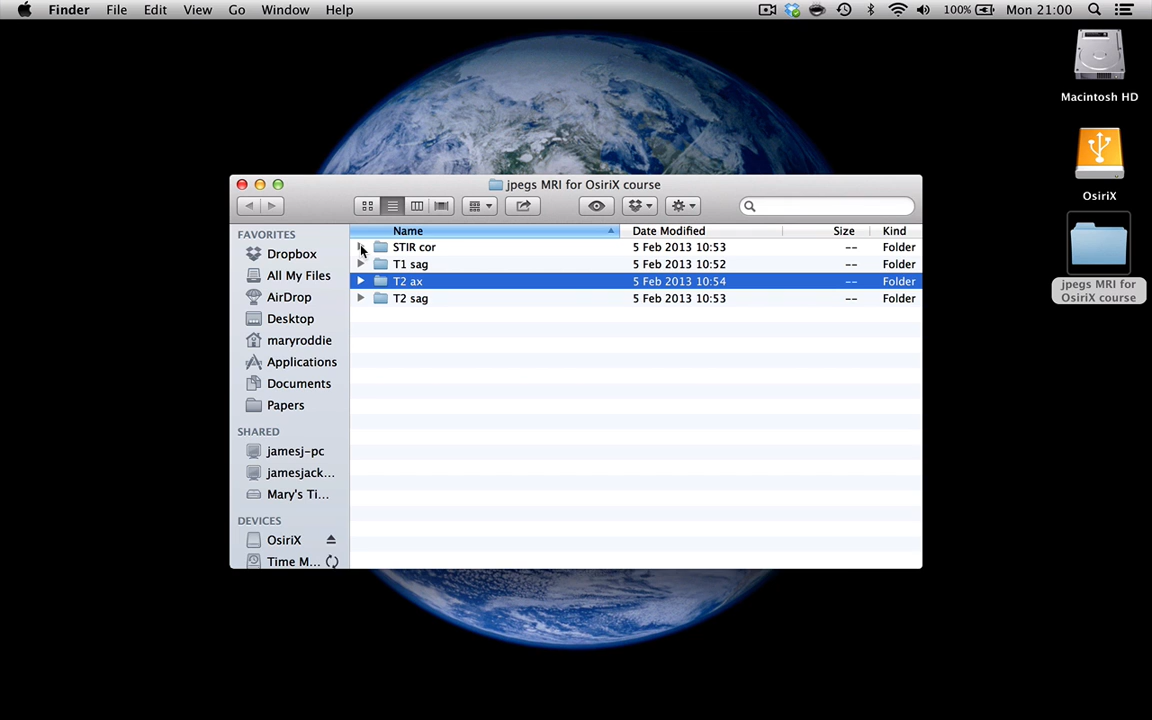 Finder File Edit View Go Window Help 100% Mon 21:00
Macintosh HD
OsiriX
jpegs MRI for
OsiriX course
jpegs MRI for OsiriX course
FAVORITES
Dropbox
All My Files
AirDrop
Desktop
maryroddie
Applications
Documents
Papers
SHARED
jamesj-pc
jamesjack...
Mary's Ti...
DEVICES
OsiriX
Time M...
Name Date Modified Size Kind
STIR cor 5 Feb 2013 10:53 -- Folder
T1 sag 5 Feb 2013 10:52 -- Folder
T2 ax 5 Feb 2013 10:54 -- Folder
T2 sag 5 Feb 2013 10:53 -- Folder